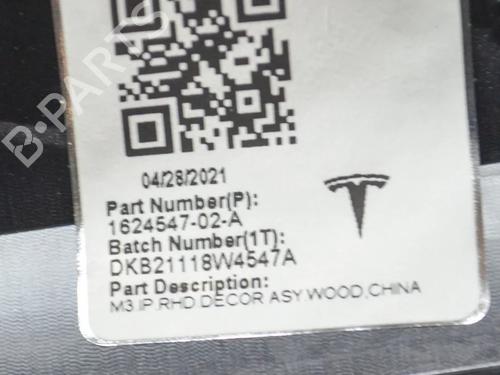 B-PARTS
04/28/2021
Part Number(P):
1624547-02-A
Batch Number(1T):
DKB21118W4547A
Part Description:
M3.IP.RHD DECOR ASY.WOOD,CHINA